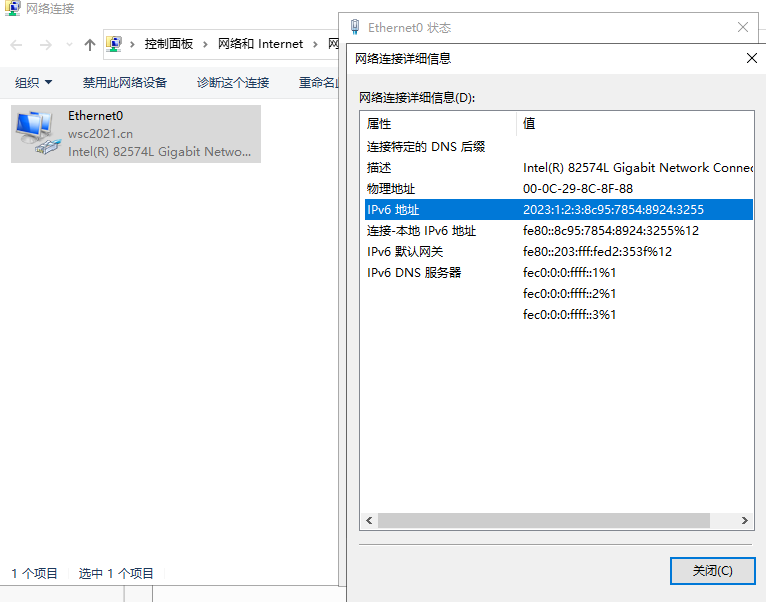 网络连接
控制面板 › 网络和 Internet › 网
组织 禁用此网络设备 诊断这个连接 重命名
Ethernet0
wsc2021.cn
Intel(R) 82574L Gigabit Netwo...
1 个项目 选中 1 个项目
Ethernet0 状态
网络连接详细信息
网络连接详细信息(D):
属性 值
连接特定的 DNS 后缀
描述 Intel(R) 82574L Gigabit Network Connec
物理地址 00-0C-29-8C-8F-88
IPv6 地址 2023:1:2:3:8c95:7854:8924:3255
连接-本地 IPv6 地址 fe80::8c95:7854:8924:3255%12
IPv6 默认网关 fe80::203:fff:fed2:353f%12
IPv6 DNS 服务器 fec0:0:0:ffff::1%1
fec0:0:0:ffff::2%1
fec0:0:0:ffff::3%1
关闭(C)